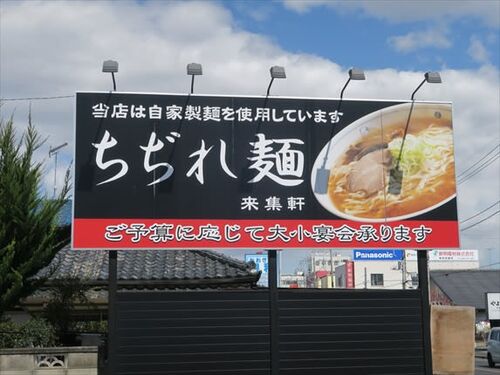 当店は自家製麺を使用しています
ちぢれ麺
来集軒
ご予算に応じて大小宴会承ります
Panasonic